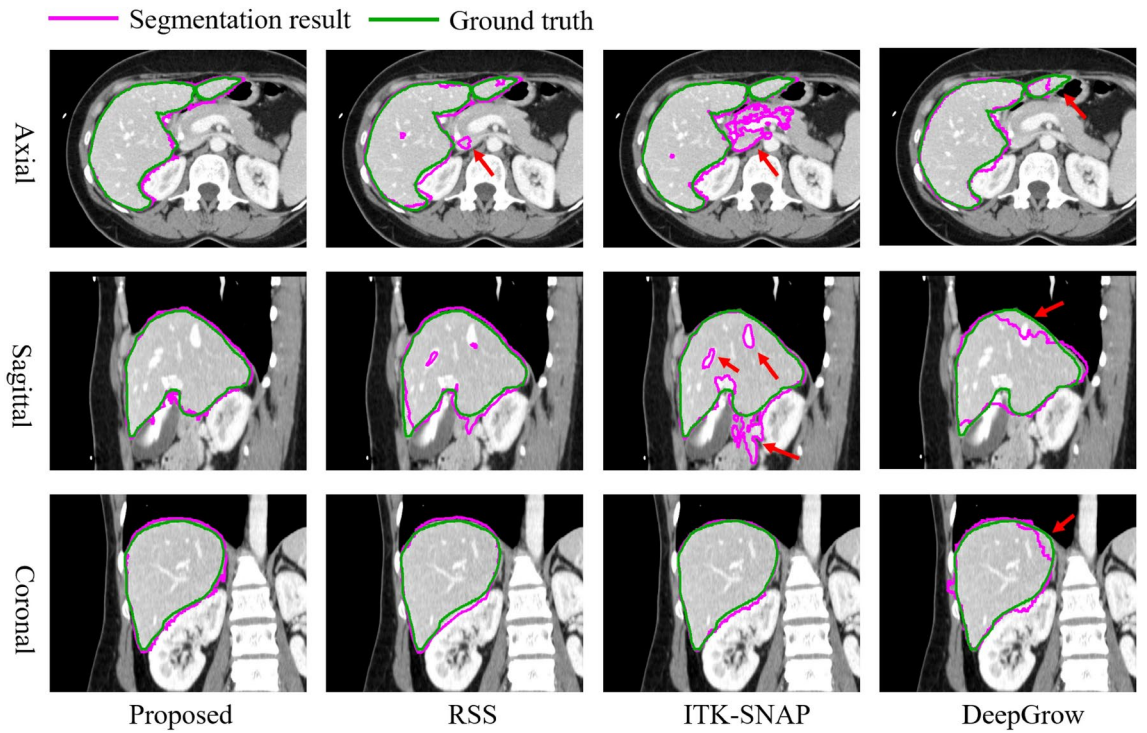 Segmentation result Ground truth
Axial
Sagittal
Coronal
Proposed RSS ITK-SNAP DeepGrow